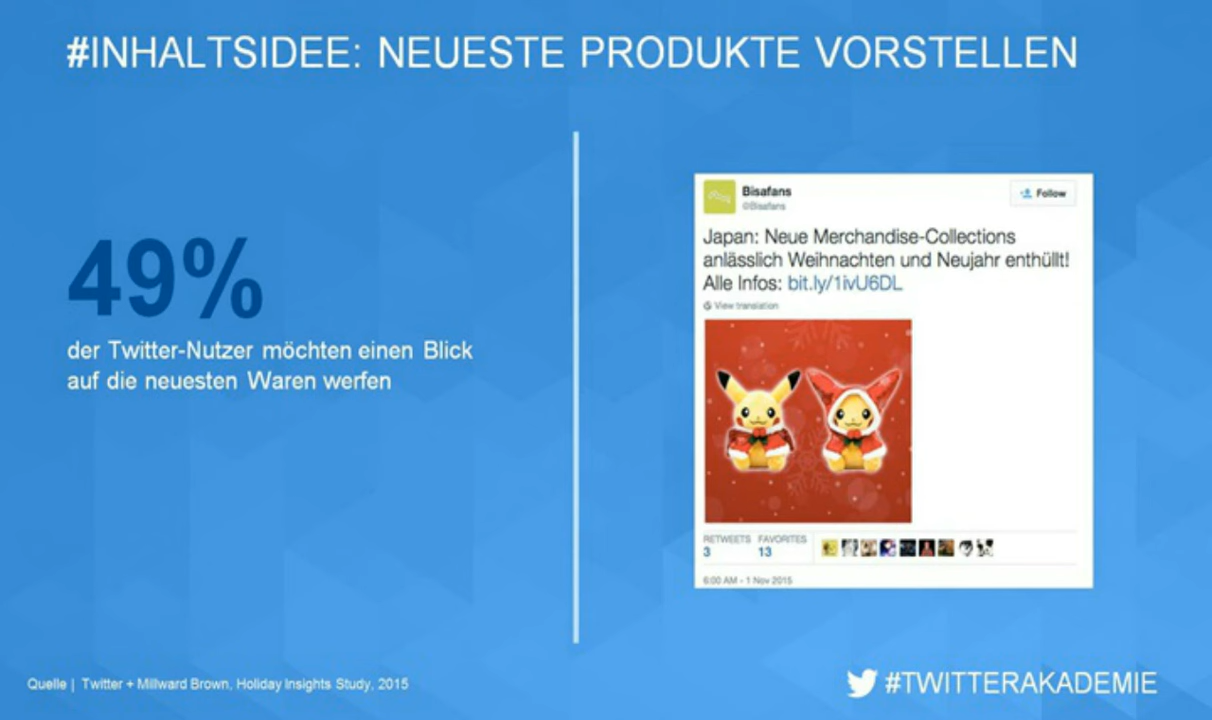 #INHALTSIDEE: NEUESTE PRODUKTE VORSTELLEN
49%
der Twitter-Nutzer möchten einen Blick
auf die neuesten Waren werfen
Bisafans
@Bisafans
Follow
Japan: Neue Merchandise-Collections
anlässlich Weihnachten und Neujahr enthüllt!
Alle Infos: bit.ly/1ivU6DL
View translation
RETWEETS FAVORITES
3 13
6:00 AM - 1 Nov 2015
Quelle | Twitter + Millward Brown, Holiday Insights Study, 2015
#TWITTERAKADEMIE